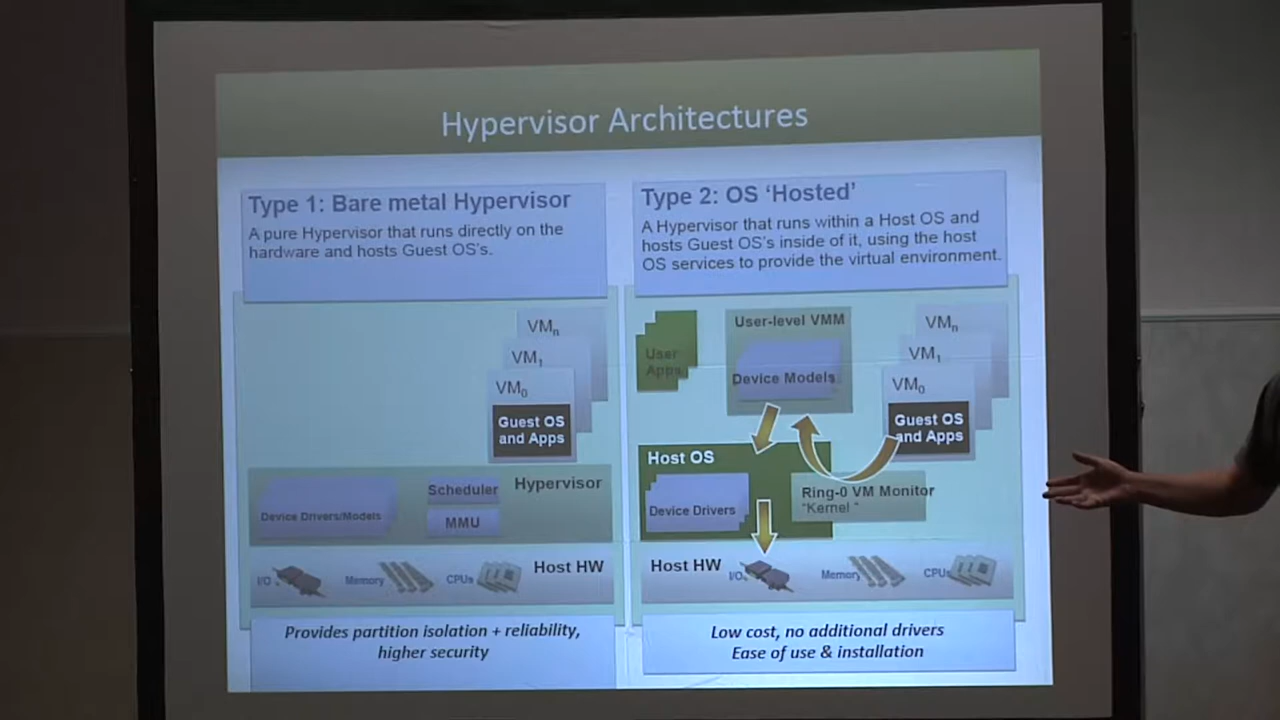 Hypervisor Architectures
Type 1: Bare metal Hypervisor
A pure Hypervisor that runs directly on the
hardware and hosts Guest OS's.
VMn
VM1
VM0
Guest OS
and Apps
Device Drivers/Models
Scheduler
MMU
Hypervisor
I/O
Memory
CPUs
Host HW
Provides partition isolation + reliability,
higher security
Type 2: OS ‘Hosted’
A Hypervisor that runs within a Host OS and
hosts Guest OS's inside of it, using the host
OS services to provide the virtual environment.
User
Apps
User-level VMM
Device Models
VMn
VM1
VM0
Guest OS
and Apps
Host OS
Device Drivers
Ring-0 VM Monitor
“Kernel “
Host HW
I/O
Memory
CPUs
Low cost, no additional drivers
Ease of use & installation